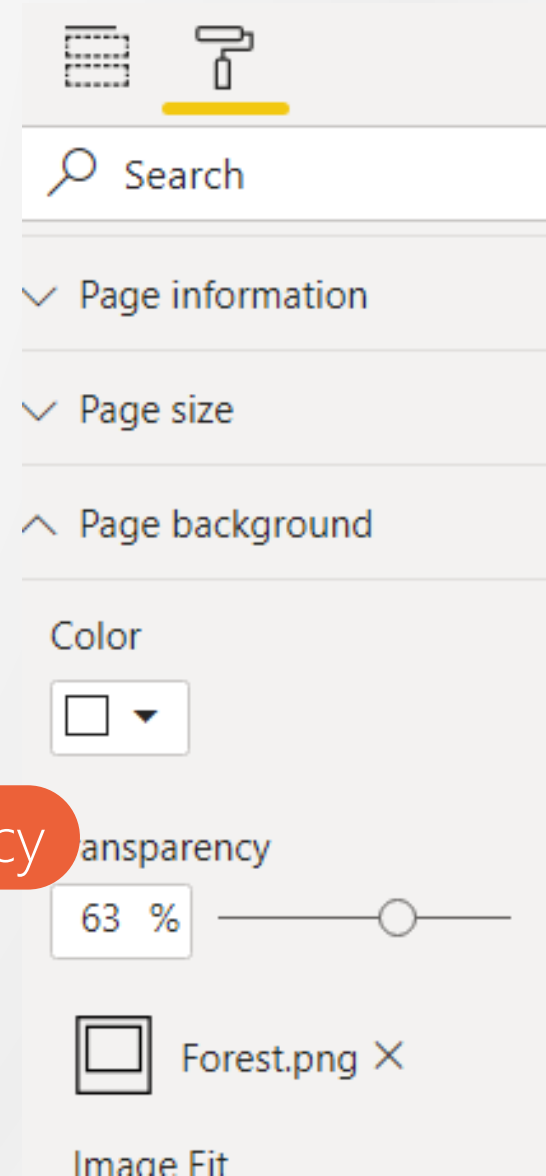 Search
Page information
Page size
Page background
Color
cy
ansparency
63 %
Forest.png
Image Fit